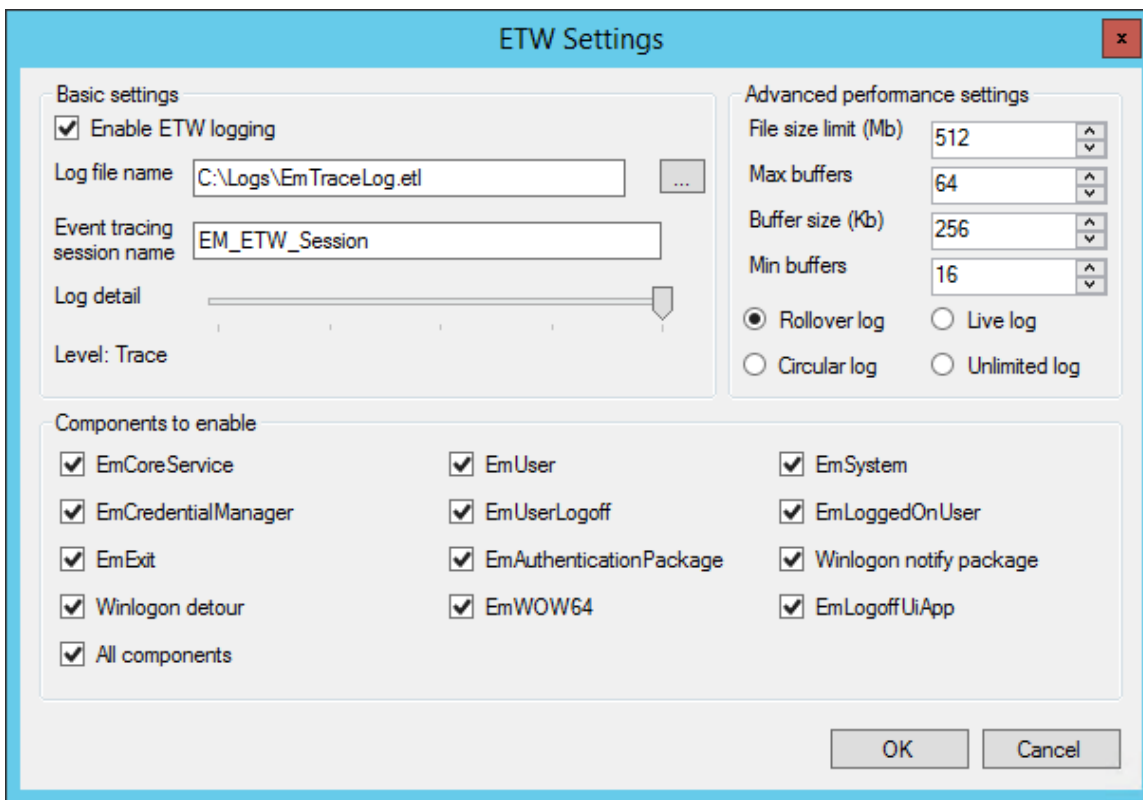 ETW Settings
x
Basic settings
Enable ETW logging
Log file name
C:\Logs\EmTraceLog.etl
...
Event tracing
session name
EM_ETW_Session
Log detail
Level: Trace
Advanced performance settings
File size limit (Mb)
512
Max buffers
64
Buffer size (Kb)
256
Min buffers
16
Rollover log
Live log
Circular log
Unlimited log
Components to enable
EmCoreService
EmUser
EmSystem
EmCredentialManager
EmUserLogoff
EmLoggedOnUser
EmExit
EmAuthenticationPackage
Winlogon notify package
Winlogon detour
EmWOW64
EmLogoffUiApp
All components
OK
Cancel